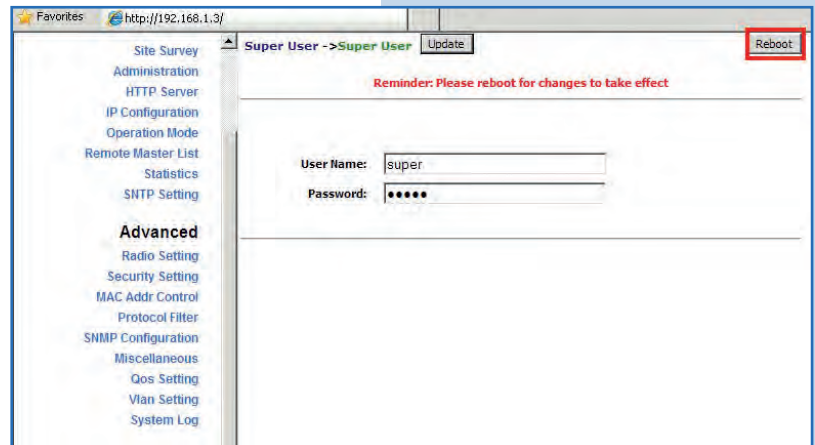 Favorites http://192.168.1.3/
Super User ->Super User Update Reboot
Reminder: Please reboot for changes to take effect
User Name: super
Password: •••••
Site Survey
Administration
HTTP Server
IP Configuration
Operation Mode
Remote Master List
Statistics
SNTP Setting
Advanced
Radio Setting
Security Setting
MAC Addr Control
Protocol Filter
SNMP Configuration
Miscellaneous
Qos Setting
Vlan Setting
System Log